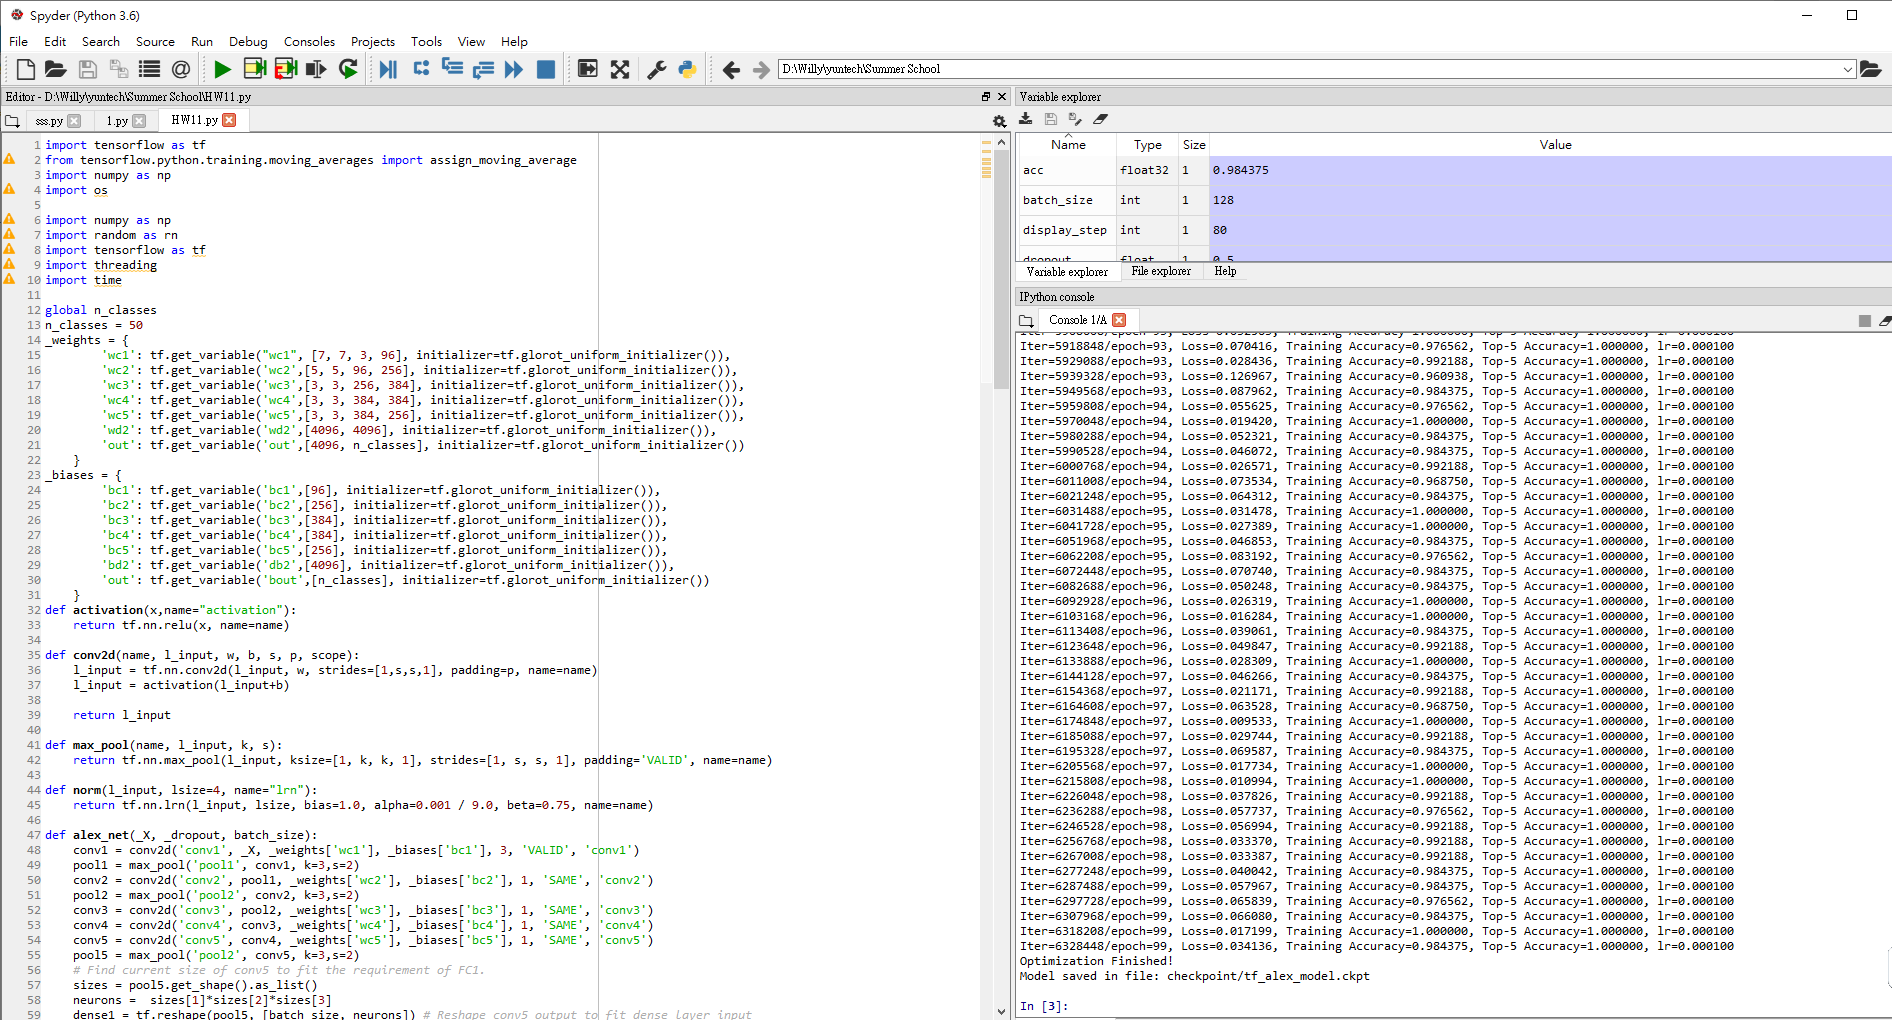 Spyder (Python 3.6)
File Edit Search Source Run Debug Consoles Projects Tools View Help
D:\Willy\yuntech\Summer School
Editor - D:\Willy\yuntech\Summer School\HW11.py
sss.py 1.py HW11.py
1 import tensorflow as tf
2 from tensorflow.python.training.moving_averages import assign_moving_average
3 import numpy as np
4 import os
5
6 import numpy as np
7 import random as rn
8 import tensorflow as tf
9 import threading
10 import time
11
12 global n_classes
13 n_classes = 50
14 _weights = {
15 'wc1': tf.get_variable("wc1", [7, 7, 3, 96], initializer=tf.glorot_uniform_initializer()),
16 'wc2': tf.get_variable('wc2',[5, 5, 96, 256], initializer=tf.glorot_uniform_initializer()),
17 'wc3': tf.get_variable('wc3',[3, 3, 256, 384], initializer=tf.glorot_uniform_initializer()),
18 'wc4': tf.get_variable('wc4',[3, 3, 384, 384], initializer=tf.glorot_uniform_initializer()),
19 'wc5': tf.get_variable('wc5',[3, 3, 384, 256], initializer=tf.glorot_uniform_initializer()),
20 'wd2': tf.get_variable('wd2',[4096, 4096], initializer=tf.glorot_uniform_initializer()),
21 'out': tf.get_variable('out',[4096, n_classes], initializer=tf.glorot_uniform_initializer())
22 }
23 _biases = {
24 'bc1': tf.get_variable('bc1',[96], initializer=tf.glorot_uniform_initializer()),
25 'bc2': tf.get_variable('bc2',[256], initializer=tf.glorot_uniform_initializer()),
26 'bc3': tf.get_variable('bc3',[384], initializer=tf.glorot_uniform_initializer()),
27 'bc4': tf.get_variable('bc4',[384], initializer=tf.glorot_uniform_initializer()),
28 'bc5': tf.get_variable('bc5',[256], initializer=tf.glorot_uniform_initializer()),
29 'bd2': tf.get_variable('db2',[4096], initializer=tf.glorot_uniform_initializer()),
30 'out': tf.get_variable('bout',[n_classes], initializer=tf.glorot_uniform_initializer())
31 }
32 def activation(x,name="activation"):
33 return tf.nn.relu(x, name=name)
34
35 def conv2d(name, l_input, w, b, s, p, scope):
36 l_input = tf.nn.conv2d(l_input, w, strides=[1,s,s,1], padding=p, name=name)
37 l_input = activation(l_input+b)
38
39 return l_input
40
41 def max_pool(name, l_input, k, s):
42 return tf.nn.max_pool(l_input, ksize=[1, k, k, 1], strides=[1, s, s, 1], padding='VALID', name=name)
43
44 def norm(l_input, lsize=4, name="lrn"):
45 return tf.nn.lrn(l_input, lsize, bias=1.0, alpha=0.001 / 9.0, beta=0.75, name=name)
46
47 def alex_net(_X, _dropout, batch_size):
48 conv1 = conv2d('conv1', _X, _weights['wc1'], _biases['bc1'], 3, 'VALID', 'conv1')
49 pool1 = max_pool('pool1', conv1, k=3,s=2)
50 conv2 = conv2d('conv2', pool1, _weights['wc2'], _biases['bc2'], 1, 'SAME', 'conv2')
51 pool2 = max_pool('pool2', conv2, k=3,s=2)
52 conv3 = conv2d('conv3', pool2, _weights['wc3'], _biases['bc3'], 1, 'SAME', 'conv3')
53 conv4 = conv2d('conv4', conv3, _weights['wc4'], _biases['bc4'], 1, 'SAME', 'conv4')
54 conv5 = conv2d('conv5', conv4, _weights['wc5'], _biases['bc5'], 1, 'SAME', 'conv5')
55 pool5 = max_pool('pool2', conv5, k=3,s=2)
56 # Find current size of conv5 to fit the requirement of FC1.
57 sizes = pool5.get_shape().as_list()
58 neurons = sizes[1]*sizes[2]*sizes[3]
59 dense1 = tf.reshape(pool5, [batch_size, neurons]) # Reshape conv5 output to fit dense layer input
Variable explorer
Name Type Size Value
acc float32 1 0.984375
batch_size int 1 128
display_step int 1 80
dropout float 1 0.5
Variable explorer File explorer Help
IPython console
Console 1/A
Iter=5918848/epoch=93, Loss=0.070416, Training Accuracy=0.976562, Top-5 Accuracy=1.000000, lr=0.000100
Iter=5929088/epoch=93, Loss=0.028436, Training Accuracy=0.992188, Top-5 Accuracy=1.000000, lr=0.000100
Iter=5939328/epoch=93, Loss=0.126967, Training Accuracy=0.960938, Top-5 Accuracy=1.000000, lr=0.000100
Iter=5949568/epoch=93, Loss=0.087962, Training Accuracy=0.984375, Top-5 Accuracy=1.000000, lr=0.000100
Iter=5959808/epoch=94, Loss=0.055625, Training Accuracy=0.976562, Top-5 Accuracy=1.000000, lr=0.000100
Iter=5970048/epoch=94, Loss=0.019420, Training Accuracy=1.000000, Top-5 Accuracy=1.000000, lr=0.000100
Iter=5980288/epoch=94, Loss=0.052321, Training Accuracy=0.984375, Top-5 Accuracy=1.000000, lr=0.000100
Iter=5990528/epoch=94, Loss=0.046072, Training Accuracy=0.984375, Top-5 Accuracy=1.000000, lr=0.000100
Iter=6000768/epoch=94, Loss=0.026571, Training Accuracy=0.992188, Top-5 Accuracy=1.000000, lr=0.000100
Iter=6011008/epoch=94, Loss=0.073534, Training Accuracy=0.968750, Top-5 Accuracy=1.000000, lr=0.000100
Iter=6021248/epoch=95, Loss=0.064312, Training Accuracy=0.984375, Top-5 Accuracy=1.000000, lr=0.000100
Iter=6031488/epoch=95, Loss=0.031478, Training Accuracy=1.000000, Top-5 Accuracy=1.000000, lr=0.000100
Iter=6041728/epoch=95, Loss=0.027389, Training Accuracy=1.000000, Top-5 Accuracy=1.000000, lr=0.000100
Iter=6051968/epoch=95, Loss=0.046853, Training Accuracy=0.984375, Top-5 Accuracy=1.000000, lr=0.000100
Iter=6062208/epoch=95, Loss=0.083192, Training Accuracy=0.976562, Top-5 Accuracy=1.000000, lr=0.000100
Iter=6072448/epoch=95, Loss=0.070740, Training Accuracy=0.984375, Top-5 Accuracy=1.000000, lr=0.000100
Iter=6082688/epoch=96, Loss=0.050248, Training Accuracy=0.984375, Top-5 Accuracy=1.000000, lr=0.000100
Iter=6092928/epoch=96, Loss=0.026319, Training Accuracy=1.000000, Top-5 Accuracy=1.000000, lr=0.000100
Iter=6103168/epoch=96, Loss=0.016284, Training Accuracy=1.000000, Top-5 Accuracy=1.000000, lr=0.000100
Iter=6113408/epoch=96, Loss=0.039061, Training Accuracy=0.984375, Top-5 Accuracy=1.000000, lr=0.000100
Iter=6123648/epoch=96, Loss=0.049847, Training Accuracy=0.992188, Top-5 Accuracy=1.000000, lr=0.000100
Iter=6133888/epoch=96, Loss=0.028309, Training Accuracy=1.000000, Top-5 Accuracy=1.000000, lr=0.000100
Iter=6144128/epoch=97, Loss=0.046266, Training Accuracy=0.984375, Top-5 Accuracy=1.000000, lr=0.000100
Iter=6154368/epoch=97, Loss=0.021171, Training Accuracy=0.992188, Top-5 Accuracy=1.000000, lr=0.000100
Iter=6164608/epoch=97, Loss=0.063528, Training Accuracy=0.968750, Top-5 Accuracy=1.000000, lr=0.000100
Iter=6174848/epoch=97, Loss=0.009533, Training Accuracy=1.000000, Top-5 Accuracy=1.000000, lr=0.000100
Iter=6185088/epoch=97, Loss=0.029744, Training Accuracy=0.992188, Top-5 Accuracy=1.000000, lr=0.000100
Iter=6195328/epoch=97, Loss=0.069587, Training Accuracy=0.984375, Top-5 Accuracy=1.000000, lr=0.000100
Iter=6205568/epoch=97, Loss=0.017734, Training Accuracy=1.000000, Top-5 Accuracy=1.000000, lr=0.000100
Iter=6215808/epoch=98, Loss=0.010994, Training Accuracy=1.000000, Top-5 Accuracy=1.000000, lr=0.000100
Iter=6226048/epoch=98, Loss=0.037826, Training Accuracy=0.992188, Top-5 Accuracy=1.000000, lr=0.000100
Iter=6236288/epoch=98, Loss=0.057737, Training Accuracy=0.976562, Top-5 Accuracy=1.000000, lr=0.000100
Iter=6246528/epoch=98, Loss=0.056994, Training Accuracy=0.992188, Top-5 Accuracy=1.000000, lr=0.000100
Iter=6256768/epoch=98, Loss=0.033370, Training Accuracy=0.992188, Top-5 Accuracy=1.000000, lr=0.000100
Iter=6267008/epoch=98, Loss=0.033387, Training Accuracy=0.992188, Top-5 Accuracy=1.000000, lr=0.000100
Iter=6277248/epoch=99, Loss=0.040042, Training Accuracy=0.984375, Top-5 Accuracy=1.000000, lr=0.000100
Iter=6287488/epoch=99, Loss=0.057967, Training Accuracy=0.984375, Top-5 Accuracy=1.000000, lr=0.000100
Iter=6297728/epoch=99, Loss=0.065839, Training Accuracy=0.976562, Top-5 Accuracy=1.000000, lr=0.000100
Iter=6307968/epoch=99, Loss=0.066080, Training Accuracy=0.984375, Top-5 Accuracy=1.000000, lr=0.000100
Iter=6318208/epoch=99, Loss=0.017199, Training Accuracy=1.000000, Top-5 Accuracy=1.000000, lr=0.000100
Iter=6328448/epoch=99, Loss=0.034136, Training Accuracy=0.984375, Top-5 Accuracy=1.000000, lr=0.000100
Optimization Finished!
Model saved in file: checkpoint/tf_alex_model.ckpt
In [3]: